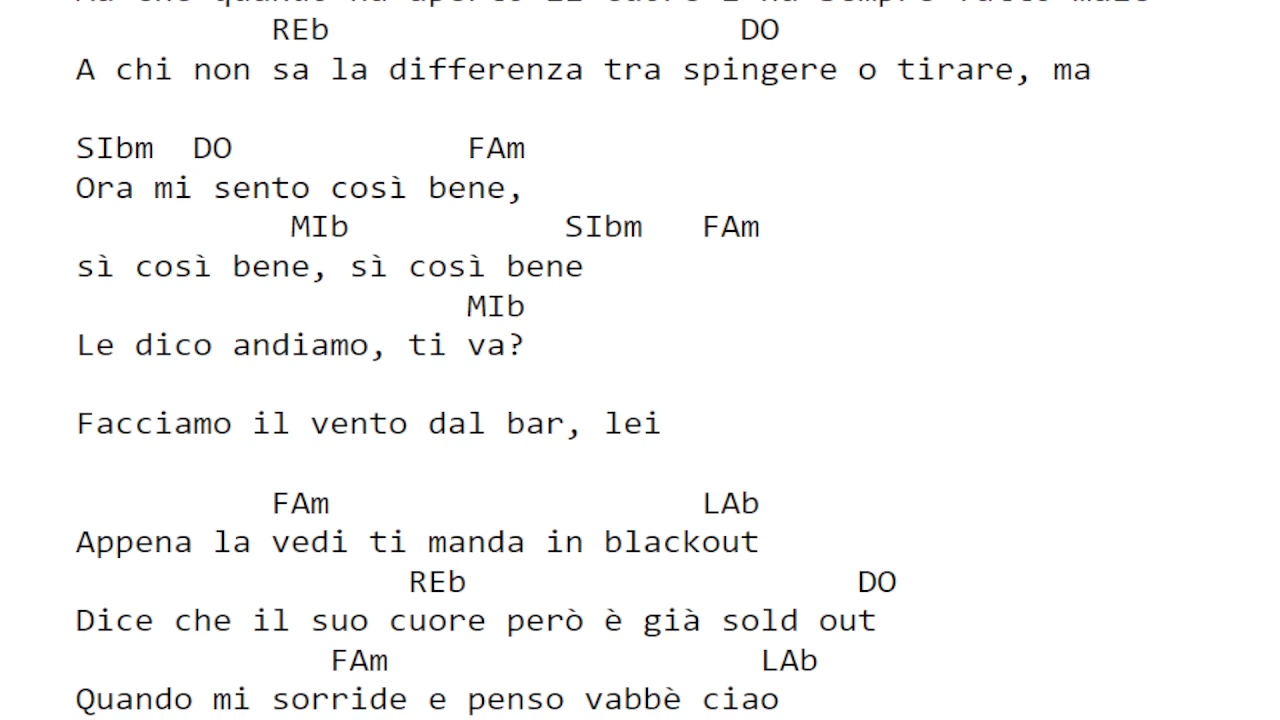 REb DO
A chi non sa la differenza tra spingere o tirare, ma
SIbm DO FAm
Ora mi sento così bene,
MIb SIbm FAm
sì così bene, sì così bene
MIb
Le dico andiamo, ti va?
Facciamo il vento dal bar, lei
FAm LAb
Appena la vedi ti manda in blackout
REb DO
Dice che il suo cuore però è già sold out
FAm LAb
Quando mi sorride e penso vabbè ciao